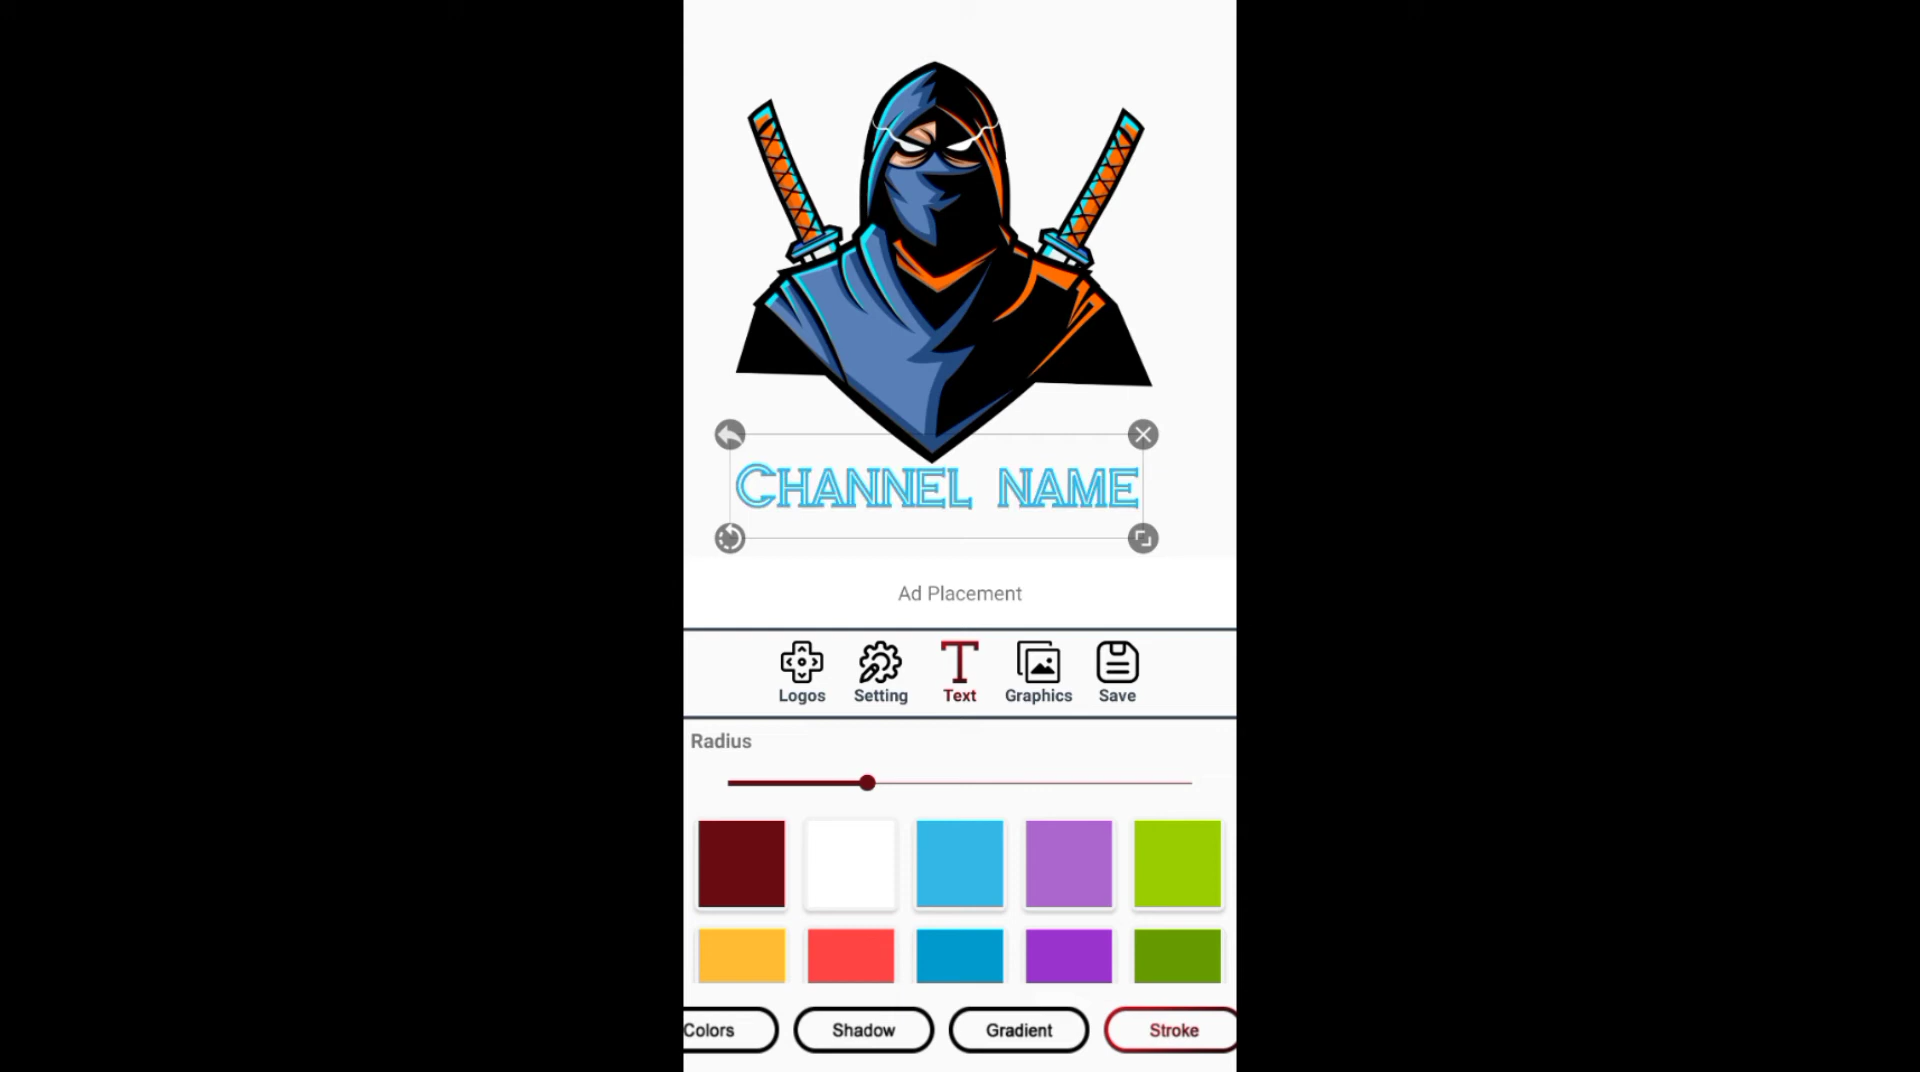 CHANNEL NAME
Ad Placement
Logos Setting Text Graphics Save
Radius
Colors Shadow Gradient Stroke